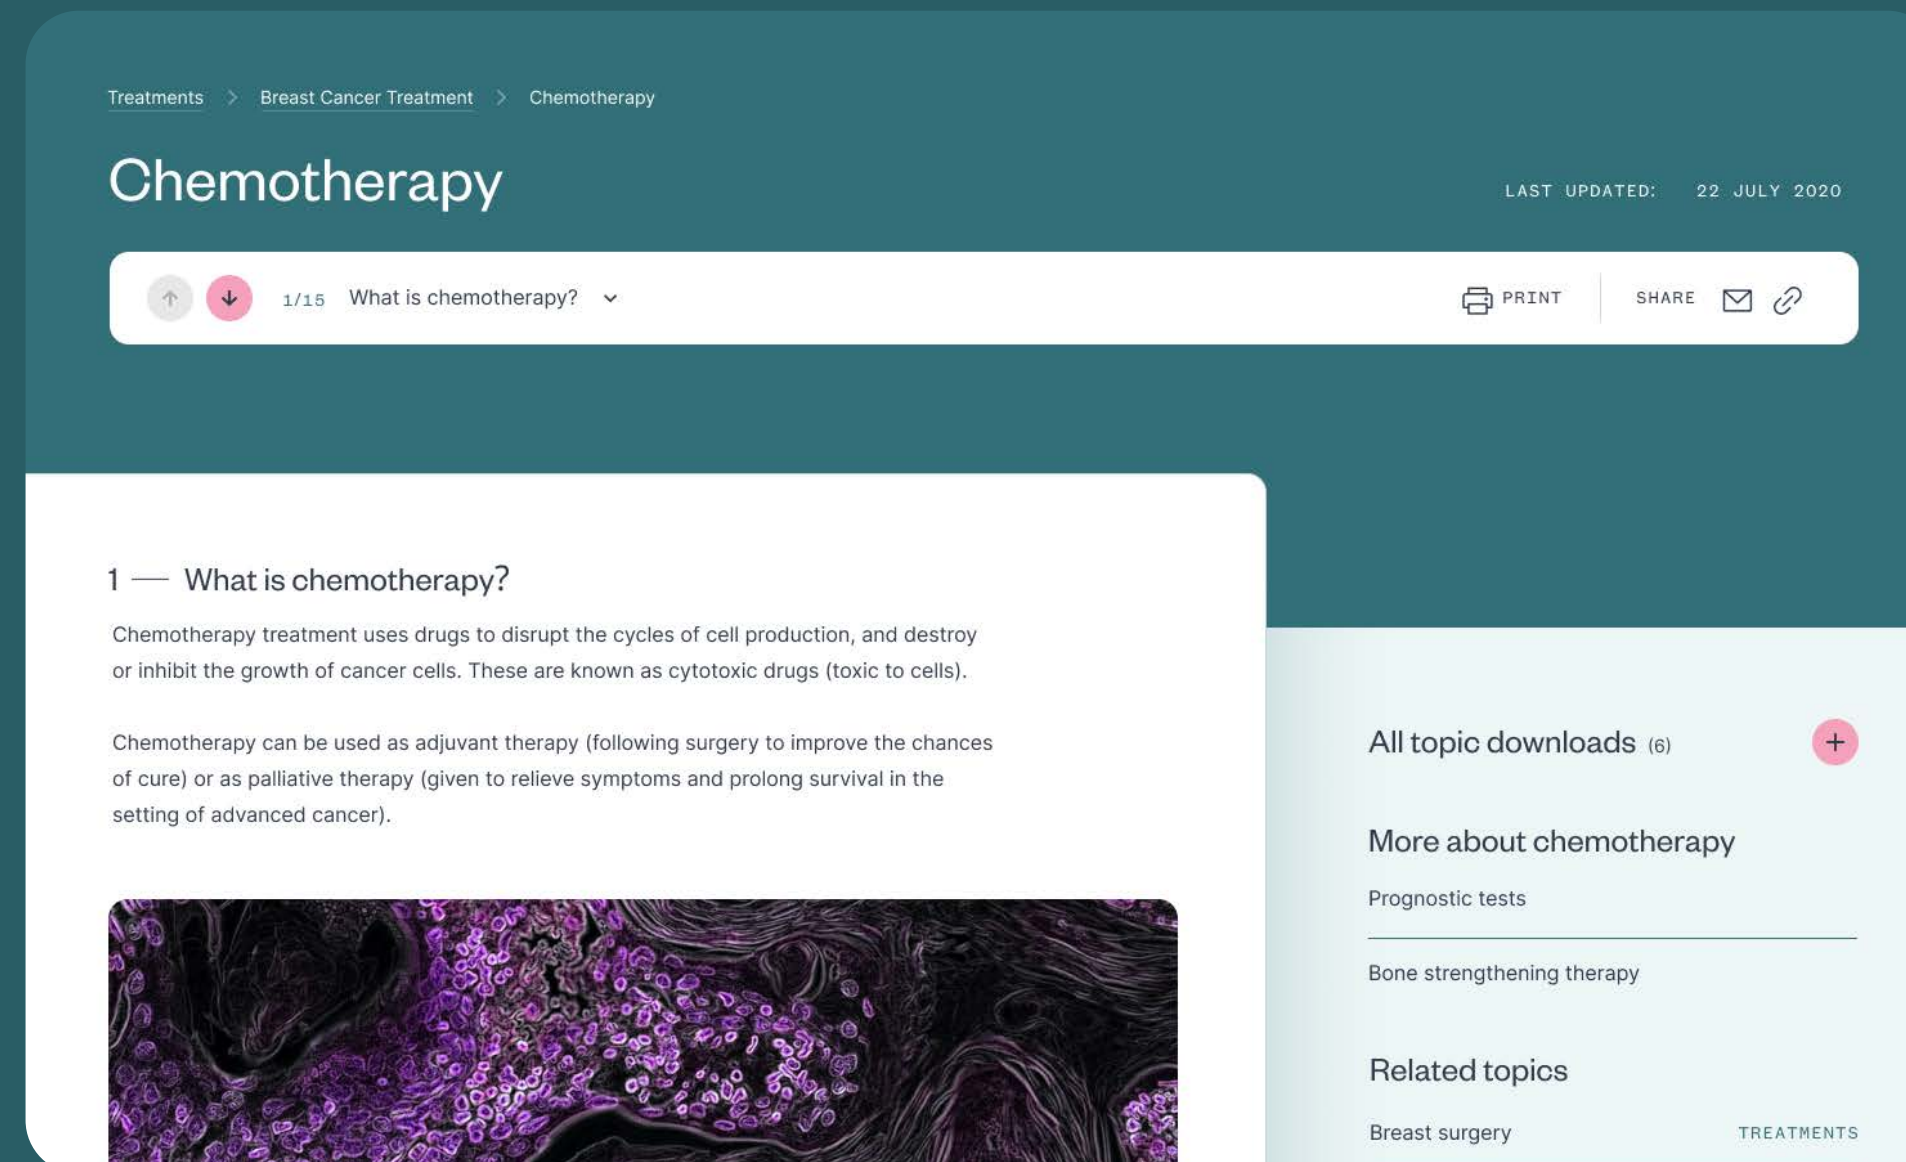 Treatments > Breast Cancer Treatment > Chemotherapy
Chemotherapy
LAST UPDATED: 22 JULY 2020
1/15 What is chemotherapy?
PRINT
SHARE
1 — What is chemotherapy?
Chemotherapy treatment uses drugs to disrupt the cycles of cell production, and destroy
or inhibit the growth of cancer cells. These are known as cytotoxic drugs (toxic to cells).
Chemotherapy can be used as adjuvant therapy (following surgery to improve the chances
of cure) or as palliative therapy (given to relieve symptoms and prolong survival in the
setting of advanced cancer).
All topic downloads (6)
More about chemotherapy
Prognostic tests
Bone strengthening therapy
Related topics
Breast surgery TREATMENTS